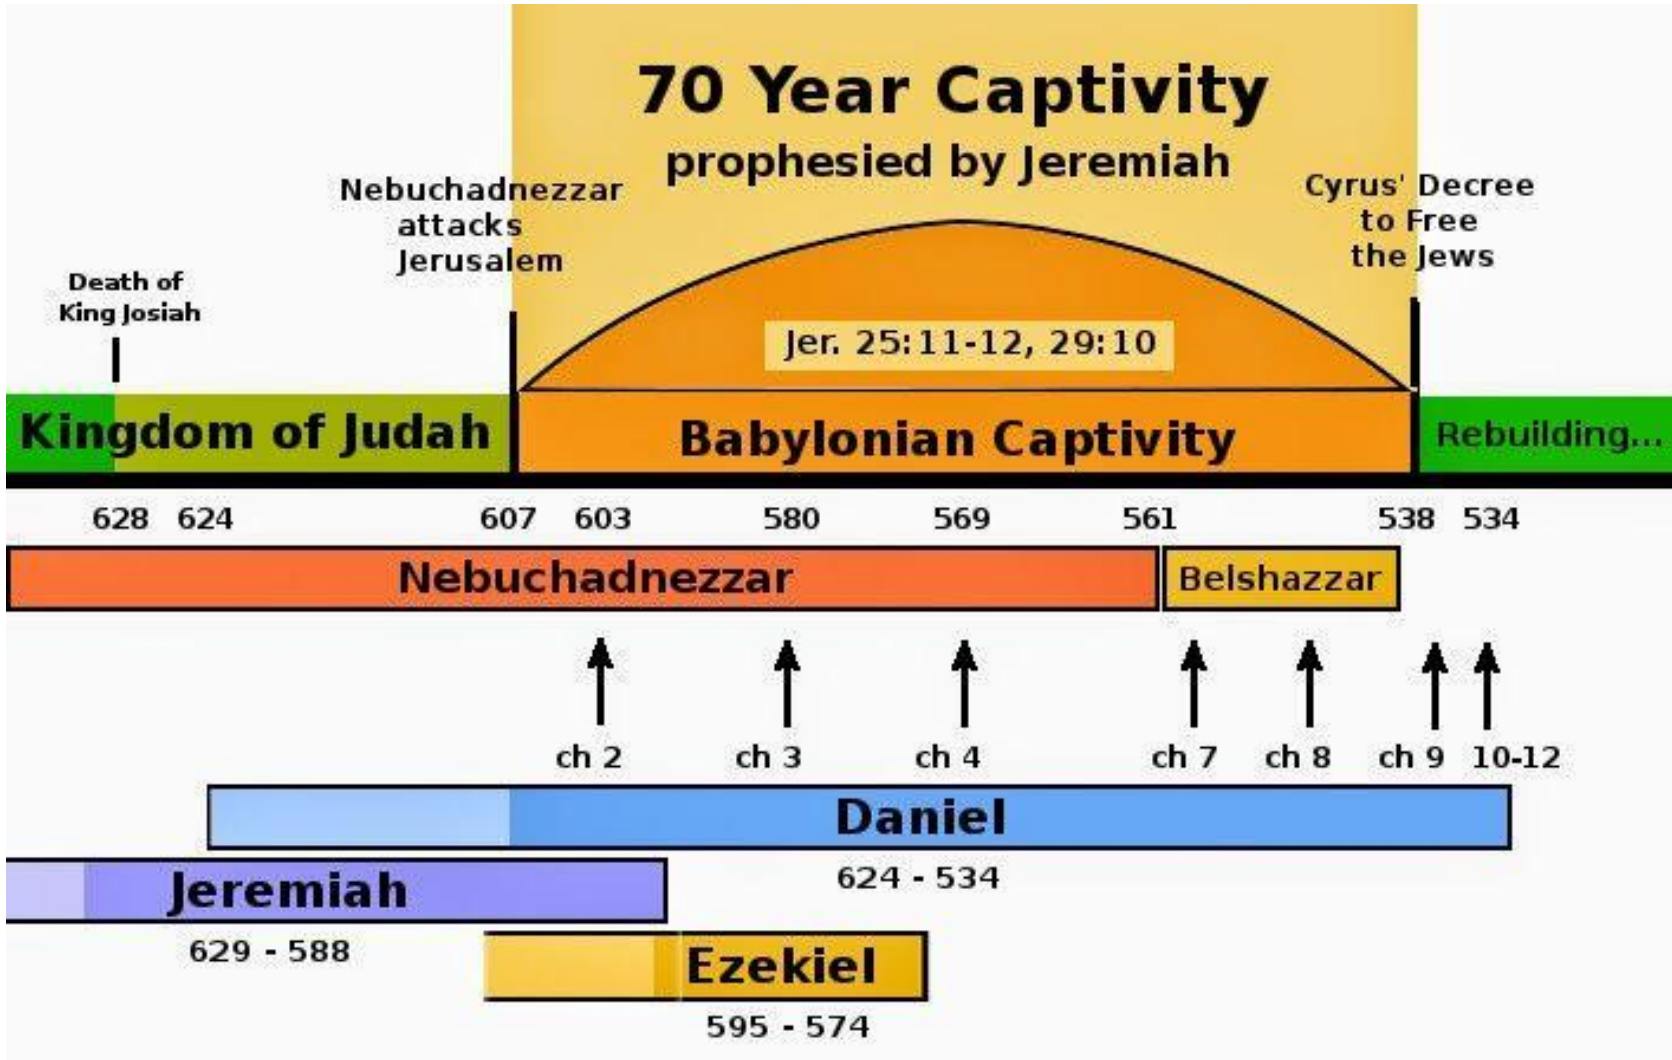 70 Year Captivity
prophesied by Jeremiah
Nebuchadnezzar
attacks
Jerusalem
Cyrus' Decree
to Free
the Jews
Death of
King Josiah
Jer. 25:11-12, 29:10
Kingdom of Judah
Babylonian Captivity
Rebuilding...
628 624 607 603 580 569 561 538 534
Nebuchadnezzar
Belshazzar
ch 2 ch 3 ch 4 ch 7 ch 8 ch 9 10-12
Daniel
624 - 534
Jeremiah
629 - 588
Ezekiel
595 - 574